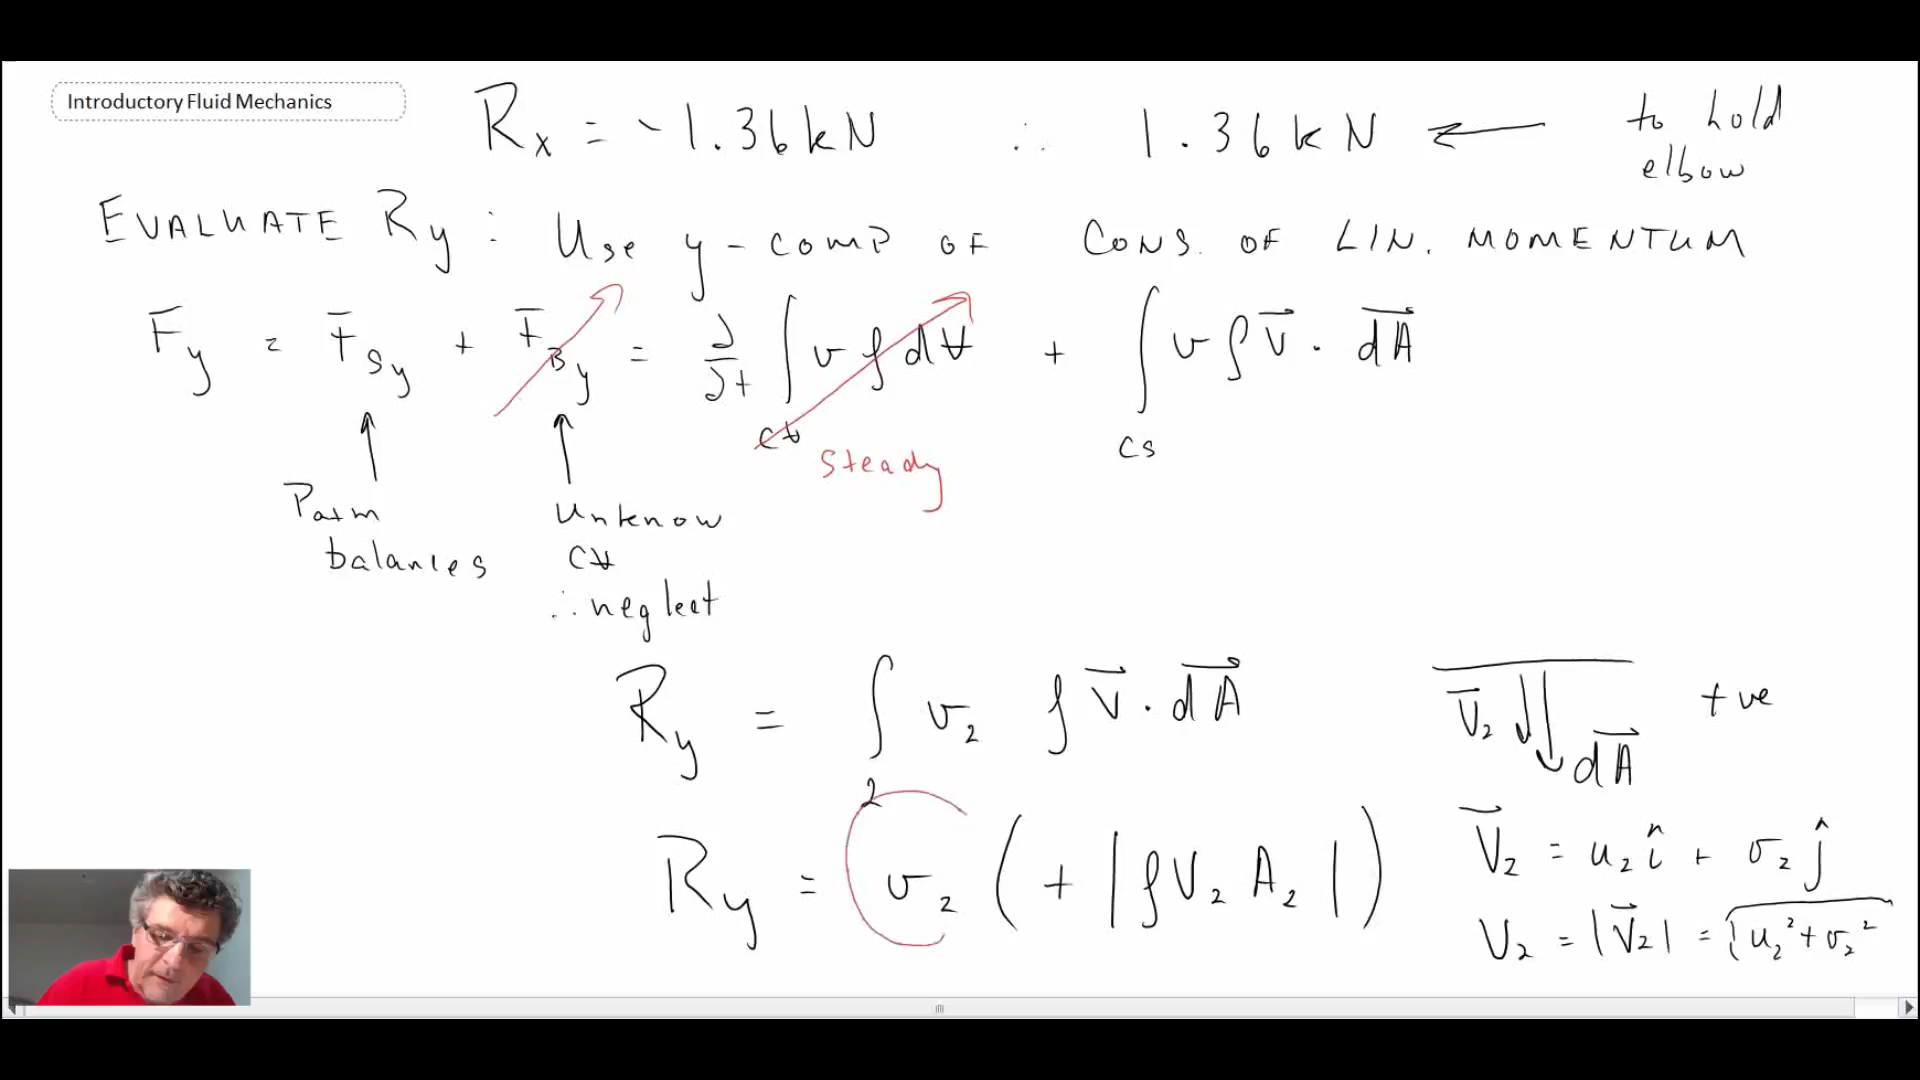 Introductory Fluid Mechanics
Rx = -1.36kN ∴ 1.36kN ← to hold
elbow
EVALUATE Ry : Use y-comp OF CONS. OF LIN. MOMENTUM
Fy = FSy + FBy = ∂/∂t ∫ v ρ dV + ∫ v ρ V⃗ · dA⃗
CV CS
Steady
Patm
balances
Unknow
CV
∴ neglect
Ry = ∫ v₂ ρ V⃗ · dA⃗
2
V⃗₂ dA⃗ +ve
Ry = v₂ (+ |ρ V₂ A₂|)
V⃗₂ = u₂ î + v₂ ĵ
V₂ = |V⃗₂| = √(u₂² + v₂²